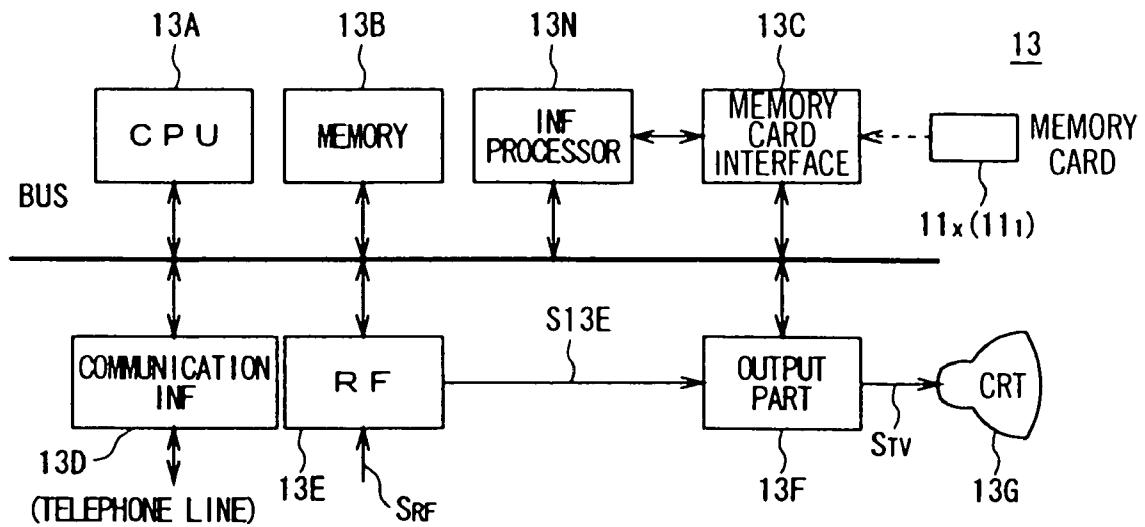 13A
13B
13N
13C
13
CPU
MEMORY
INF
PROCESSOR
MEMORY
CARD
INTERFACE
MEMORY
CARD
BUS
11x(111)
S13E
COMMUNICATION
INF
RF
OUTPUT
PART
CRT
STV
13D
13E
SRF
13F
13G
(TELEPHONE LINE)